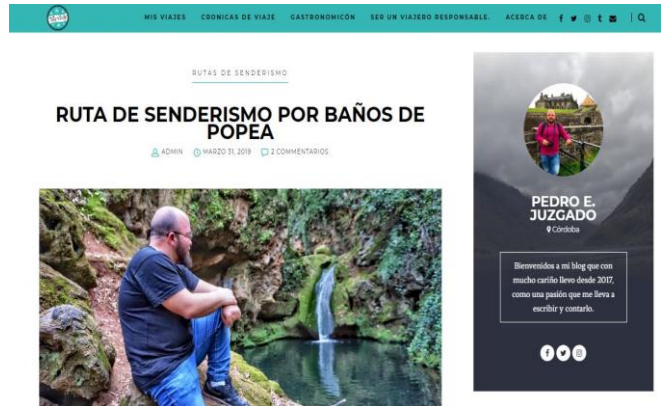 MIS VIAJES CRONICAS DE VIAJE GASTRONOMICÓN SER UN VIAJERO RESPONSABLE. ACERCA DE
RUTAS DE SENDERISMO
RUTA DE SENDERISMO POR BAÑOS DE
POPEA
ADMIN MARZO 31, 2019 2 COMMENTARIOS
PEDRO E.
JUZGADO
Córdoba
Bienvenidos a mi blog que con
mucho cariño llevo desde 2017,
como una pasión que me lleva a
escribir y contarlo.